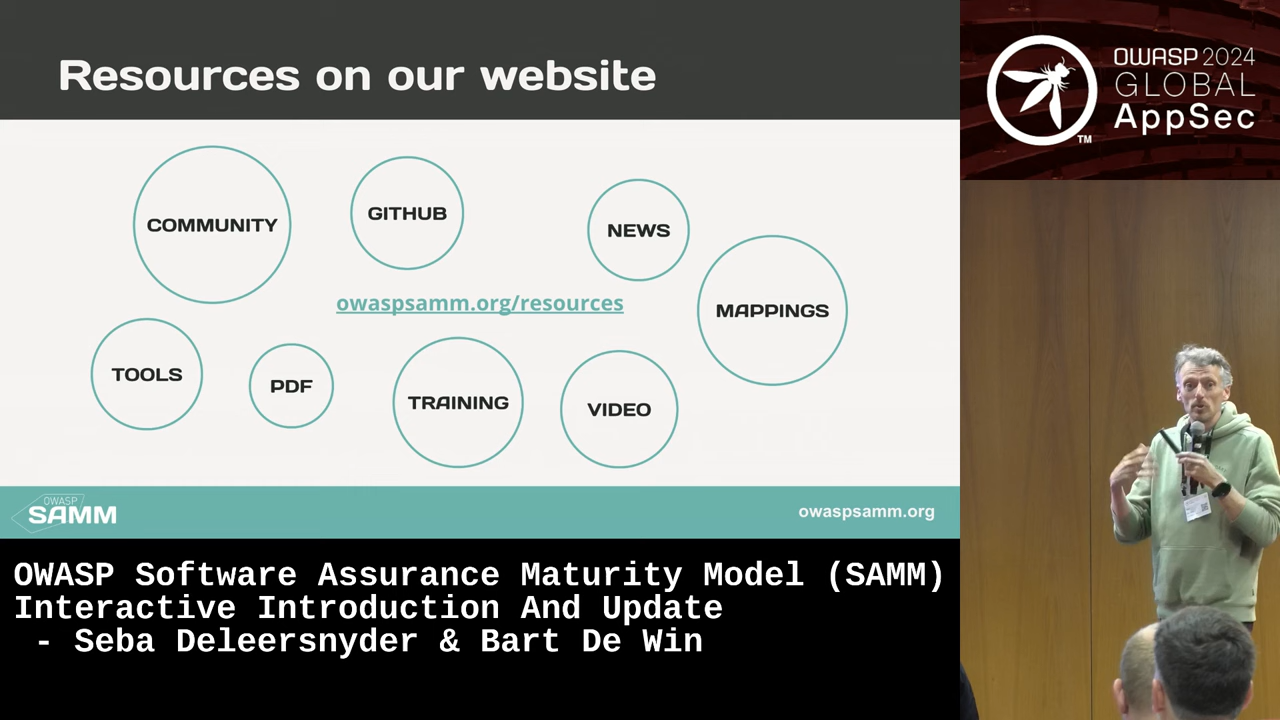 Resources on our website
COMMUNITY
GITHUB
NEWS
MAPPINGS
owaspsamm.org/resources
TOOLS
PDF
TRAINING
VIDEO
OWASP
SAMM
owaspsamm.org
OWASP Software Assurance Maturity Model (SAMM)
Interactive Introduction And Update
- Seba Deleersnyder & Bart De Win
OWASP 2024
GLOBAL
AppSec
TM